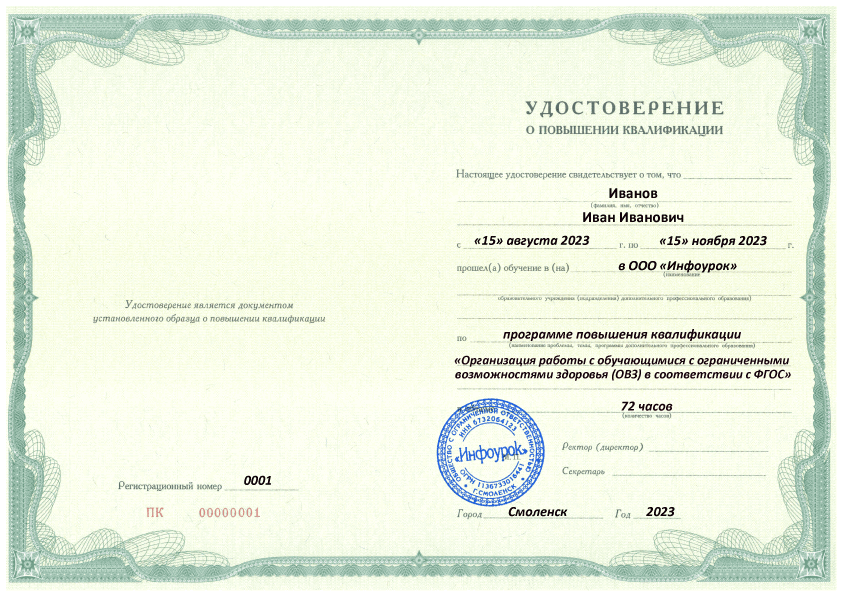 Удостоверение является документом
установленного образца о повышении квалификации
Регистрационный номер 0001
ПК 00000001
УДОСТОВЕРЕНИЕ
О ПОВЫШЕНИИ КВАЛИФИКАЦИИ
Настоящее удостоверение свидетельствует о том, что
Иванов
(фамилия, имя, отчество)
Иван Иванович
с «15» августа 2023 г. по «15» ноября 2023 г.
прошел(а) обучение в (на) в ООО «Инфоурок»
(наименование
образовательного учреждения (подразделения) дополнительного профессионального образования)
по программе повышения квалификации
(наименование проблемы, темы, программы дополнительного профессионального образования)
«Организация работы с обучающимися с ограниченными
возможностями здоровья (ОВЗ) в соответствии с ФГОС»
72 часов
(количество часов)
ОБЩЕСТВО С ОГРАНИЧЕННОЙ ОТВЕТСТВЕННОСТЬЮ
ИНН 6732064123
«Инфоурок»
ОГРН 1136733016441
Г.СМОЛЕНСК
Ректор (директор)
Секретарь
Город Смоленск Год 2023